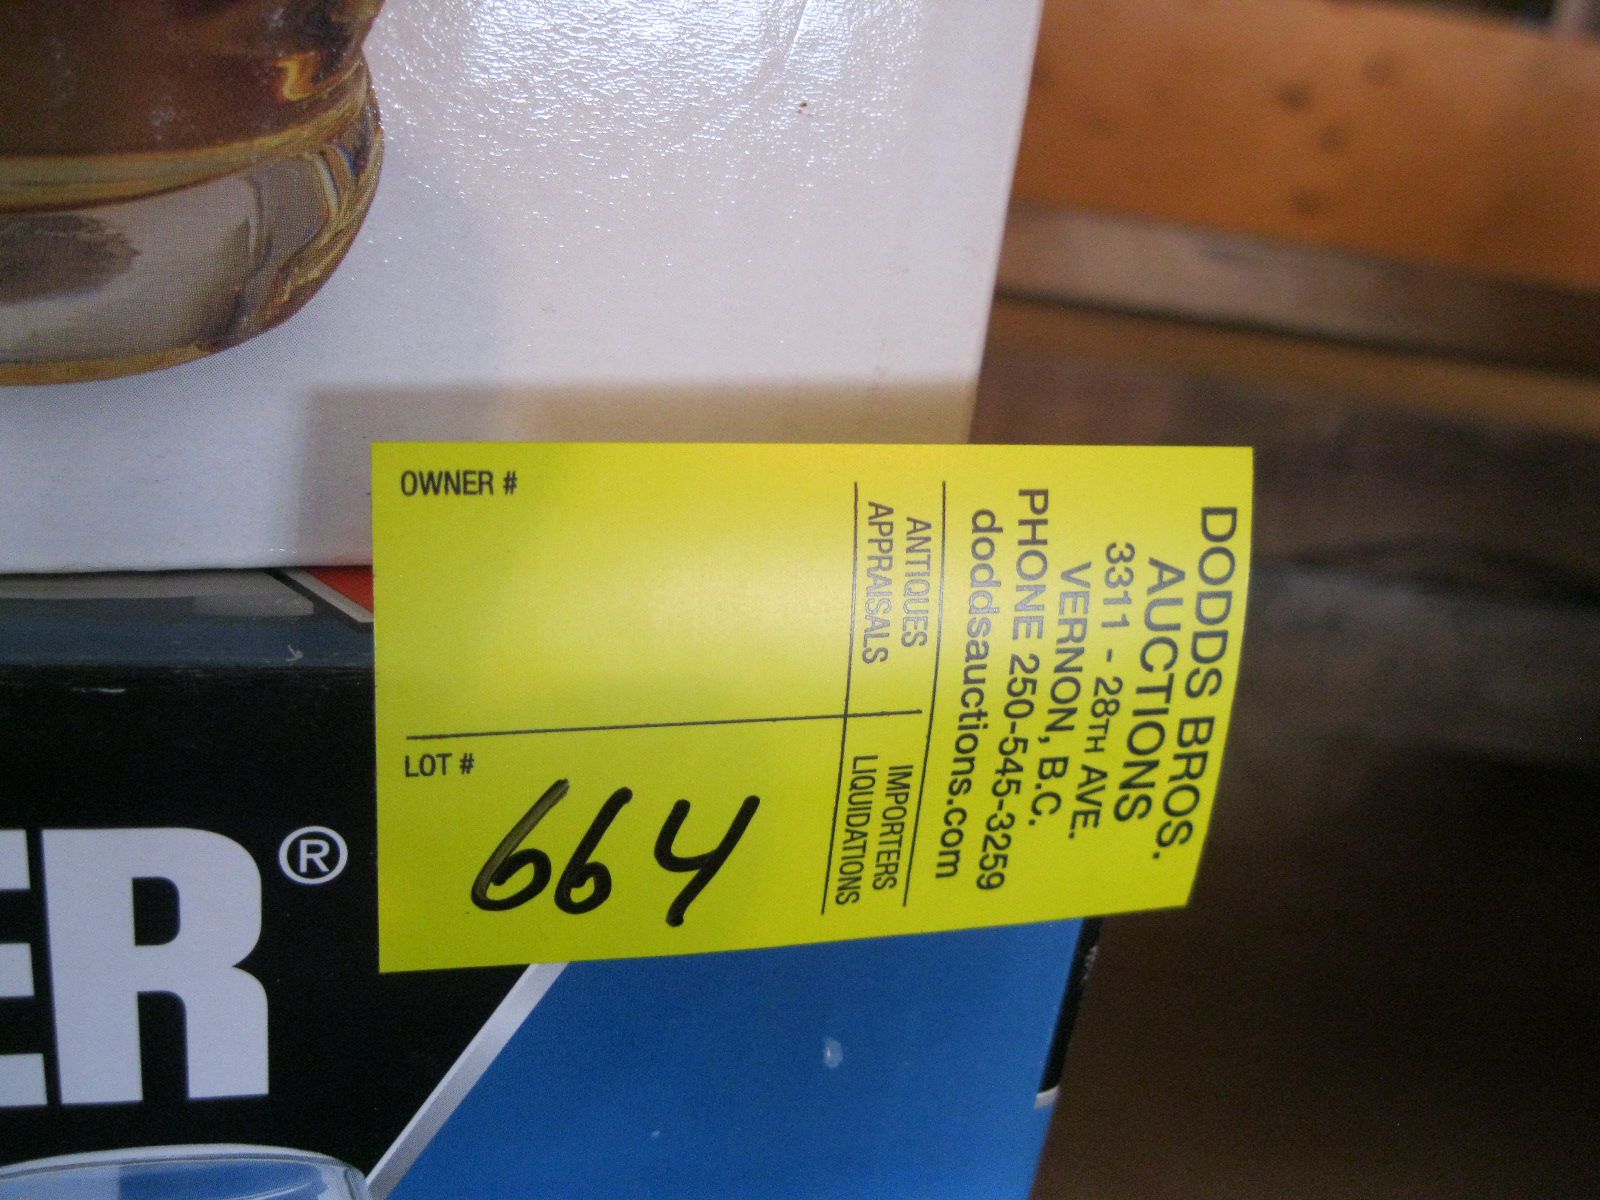 DODDS BROS.
AUCTIONS
3311 - 28TH AVE.
VERNON, B.C.
PHONE 250-545-3259
doddsauctions.com
ANTIQUES
APPRAISALS
IMPORTERS
LIQUIDATIONS
OWNER #
LOT #
664
ER®